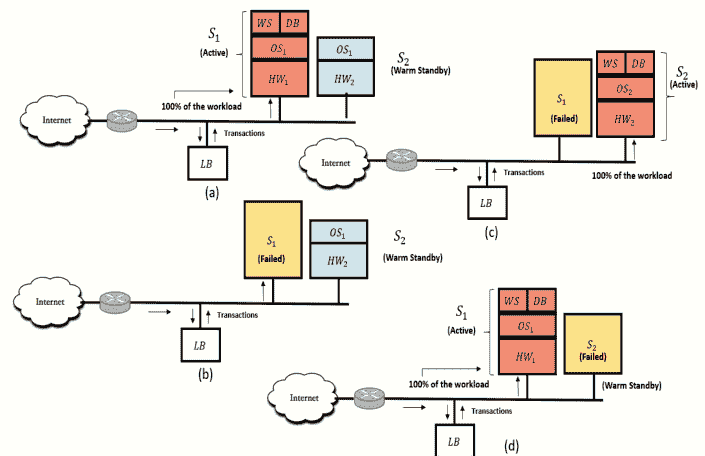 S₁
(Active)
WS DB
OS₁
HW₁
OS₁
HW₂
S₂
(Warm Standby)
100% of the workload
Internet
Transactions
LB
(a)
S₁
(Failed)
WS DB
OS₂
HW₂
S₂
(Active)
Internet
Transactions
100% of the workload
LB
(c)
S₁
(Failed)
OS₁
HW₂
S₂
(Warm Standby)
Internet
Transactions
LB
(b)
S₁
(Active)
WS DB
OS₁
HW₁
S₂
(Failed)
(Warm Standby)
100% of the workload
Internet
Transactions
LB
(d)